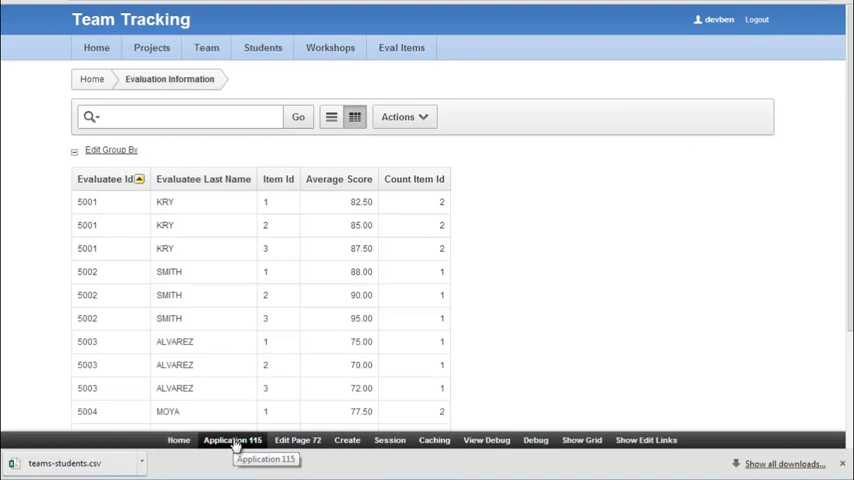 Team Tracking
devben Logout
Home Projects Team Students Workshops Eval Items
Home Evaluation Information
Go Actions
Edit Group By
Evaluatee Id Evaluatee Last Name Item Id Average Score Count Item Id
5001 KRY 1 82.50 2
5001 KRY 2 85.00 2
5001 KRY 3 87.50 2
5002 SMITH 1 88.00 1
5002 SMITH 2 90.00 1
5002 SMITH 3 95.00 1
5003 ALVAREZ 1 75.00 1
5003 ALVAREZ 2 70.00 1
5003 ALVAREZ 3 72.00 1
5004 MOYA 1 77.50 2
Home Application 115 Edit Page 72 Create Session Caching View Debug Debug Show Grid Show Edit Links
Application 115
teams-students.csv Show all downloads...